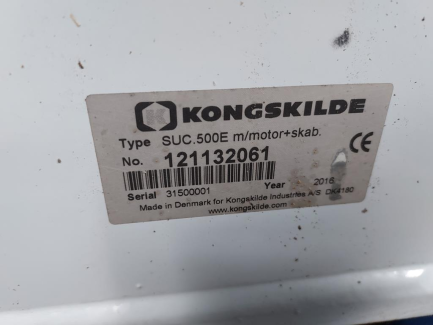 KONGSKILDE
Type SUC.500E m/motor+skab.
No. 121132061
Serial 31500001 Year 2016
Made in Denmark for Kongskilde Industries A/S DK4180
www.kongskilde.com
CE